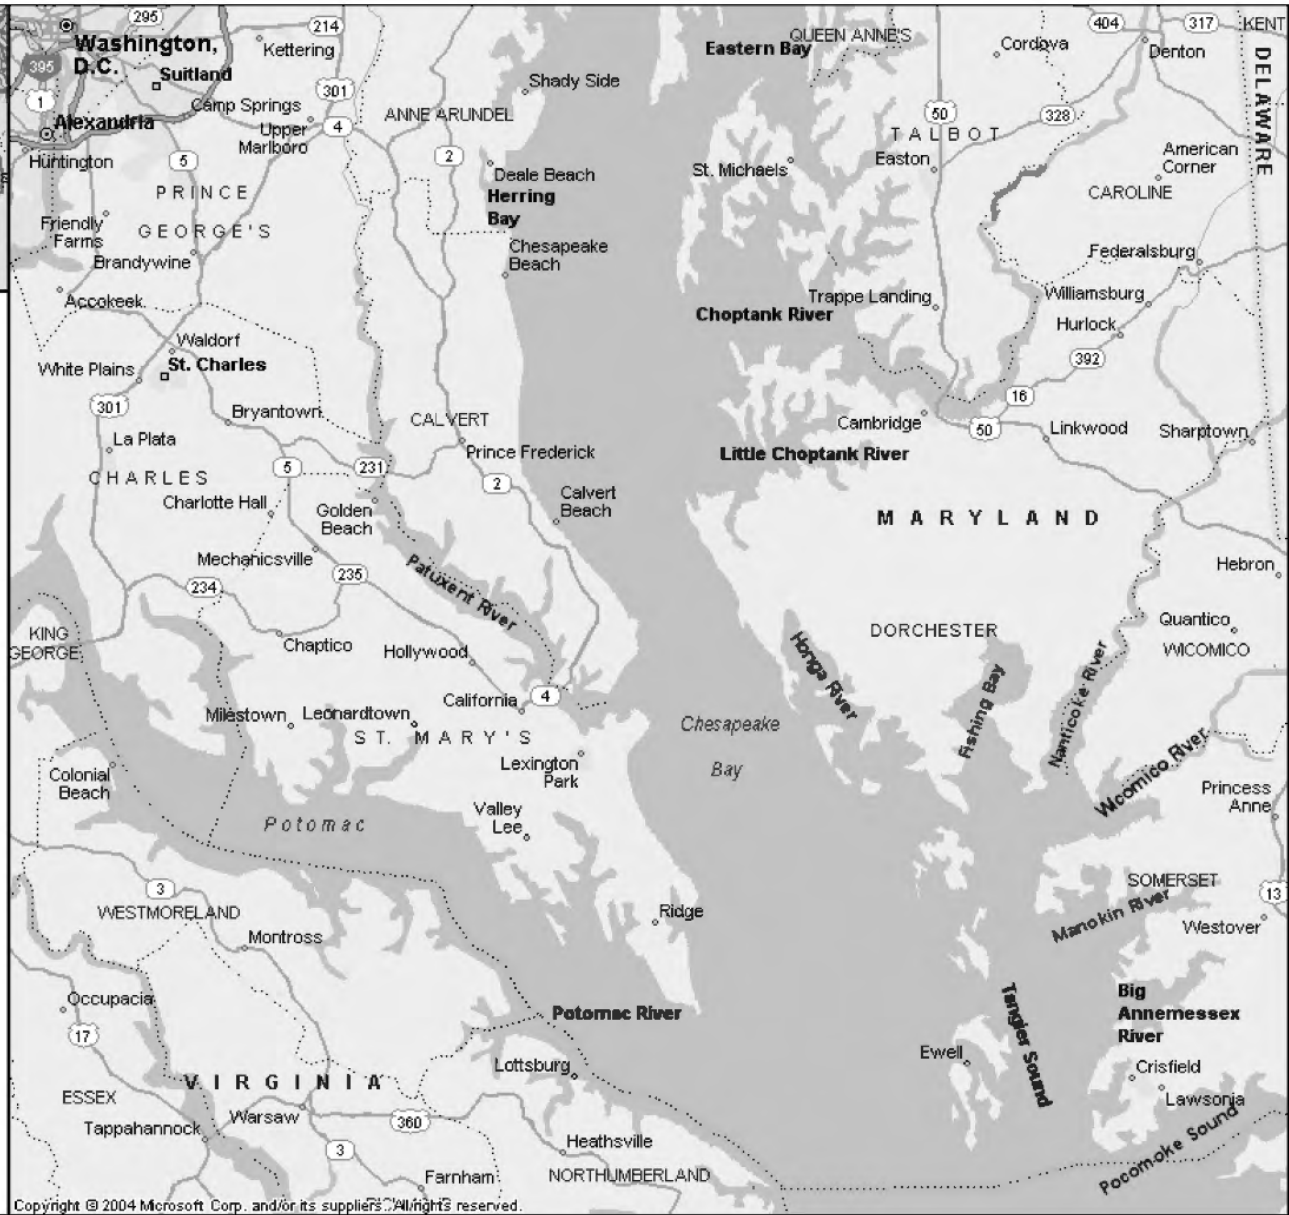 295
Washington,
D.C.
395
1
Suitland
Kettering
214
Camp Springs
301
Alexandria
Upper
Marlboro
4
Huntington
5
PRINCE
GEORGE'S
Friendly
Farms
Brandywine
Accokeek
ANNE ARUNDEL
2
Shady Side
Deale Beach
Herring
Bay
Chesapeake
Beach
Eastern Bay
QUEEN ANNE'S
Cordova
404
317
KENT
Denton
DELAWARE
50
328
TALBOT
St. Michaels
Easton
American
Corner
CAROLINE
Federalsburg
Trappe Landing
Williamsburg
Choptank River
Hurlock
392
16
Waldorf
St. Charles
White Plains
301
Bryantown
La Plata
CALVERT
Prince Frederick
CHARLES
5
231
2
Charlotte Hall
Golden
Beach
Calvert
Beach
Cambridge
50
Linkwood
Sharptown
Little Choptank River
MARYLAND
Mechanicsville
235
234
Patuxent River
Hebron
KING
GEORGE
Chaptico
Hollywood
California
4
Honga River
DORCHESTER
Fishing Bay
Nanticoke River
Quantico
WICOMICO
Milestown
Leonardtown
ST. MARY'S
Lexington
Park
Chesapeake
Bay
Wicomico River
Colonial
Beach
Potomac
Valley
Lee
Princess
Anne
3
WESTMORELAND
Montross
Ridge
SOMERSET
13
Manokin River
Westover
Occupacia
17
Potomac River
Tangier Sound
Big
Annemessex
River
Lottsburg
Ewell
Crisfield
Lawsonia
VIRGINIA
ESSEX
Warsaw
360
Tappahannock
3
Heathsville
Farnham
NORTHUMBERLAND
Pocomoke Sound
Copyright © 2004 Microsoft Corp. and/or its suppliers. All rights reserved.